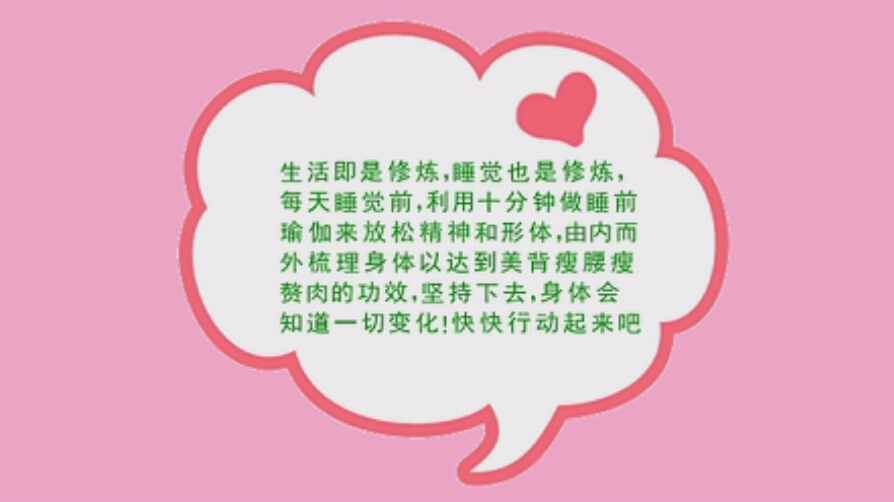 生活即是修炼,睡觉也是修炼,
每天睡觉前,利用十分钟做睡前
瑜伽来放松精神和形体,由内而
外梳理身体以达到美背瘦腰瘦
赘肉的功效,坚持下去,身体会
知道一切变化!快快行动起来吧